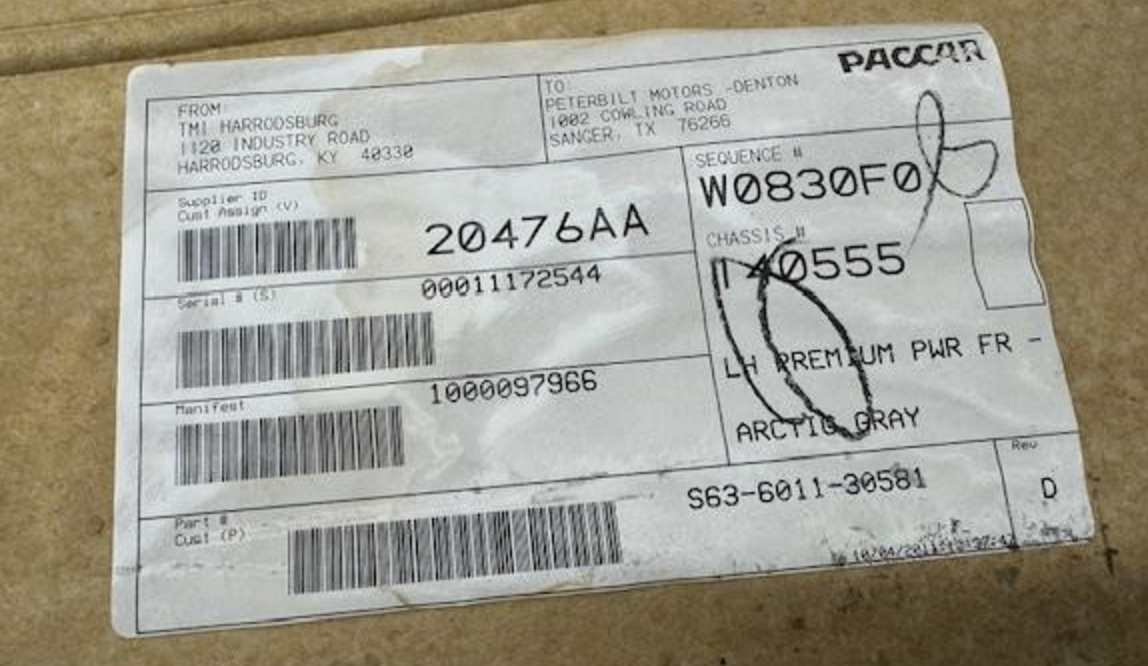 PACCAR
FROM:
TMI HARRODSBURG
1120 INDUSTRY ROAD
HARRODSBURG, KY 40330
TO:
PETERBILT MOTORS -DENTON
1002 COWLING ROAD
SANGER, TX 76266
Supplier ID
Cust Assign (V)
20476AA
SEQUENCE #
W0830F0
CHASSIS #
140555
Serial # (S)
00011172544
LH PREMIUM PWR FR -
ARCTIC GRAY
Manifest
1000097966
Part #
Cust (P)
S63-6011-30581
Rev
D